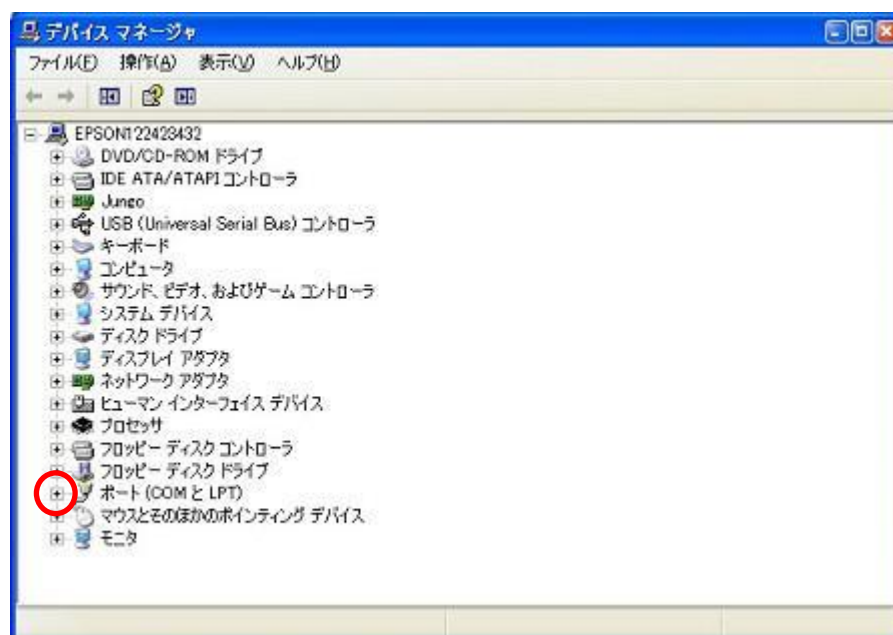 デバイス マネージャ
ファイル(F) 操作(A) 表示(V) ヘルプ(H)
EPSON122423432
DVD/CD-ROM ドライブ
IDE ATA/ATAPI コントローラ
Jungo
USB (Universal Serial Bus) コントローラ
キーボード
コンピュータ
サウンド、ビデオ、およびゲーム コントローラ
システム デバイス
ディスク ドライブ
ディスプレイ アダプタ
ネットワーク アダプタ
ヒューマン インターフェイス デバイス
プロセッサ
フロッピー ディスク コントローラ
フロッピー ディスク ドライブ
ポート (COM と LPT)
マウスとそのほかのポインティング デバイス
モニタ